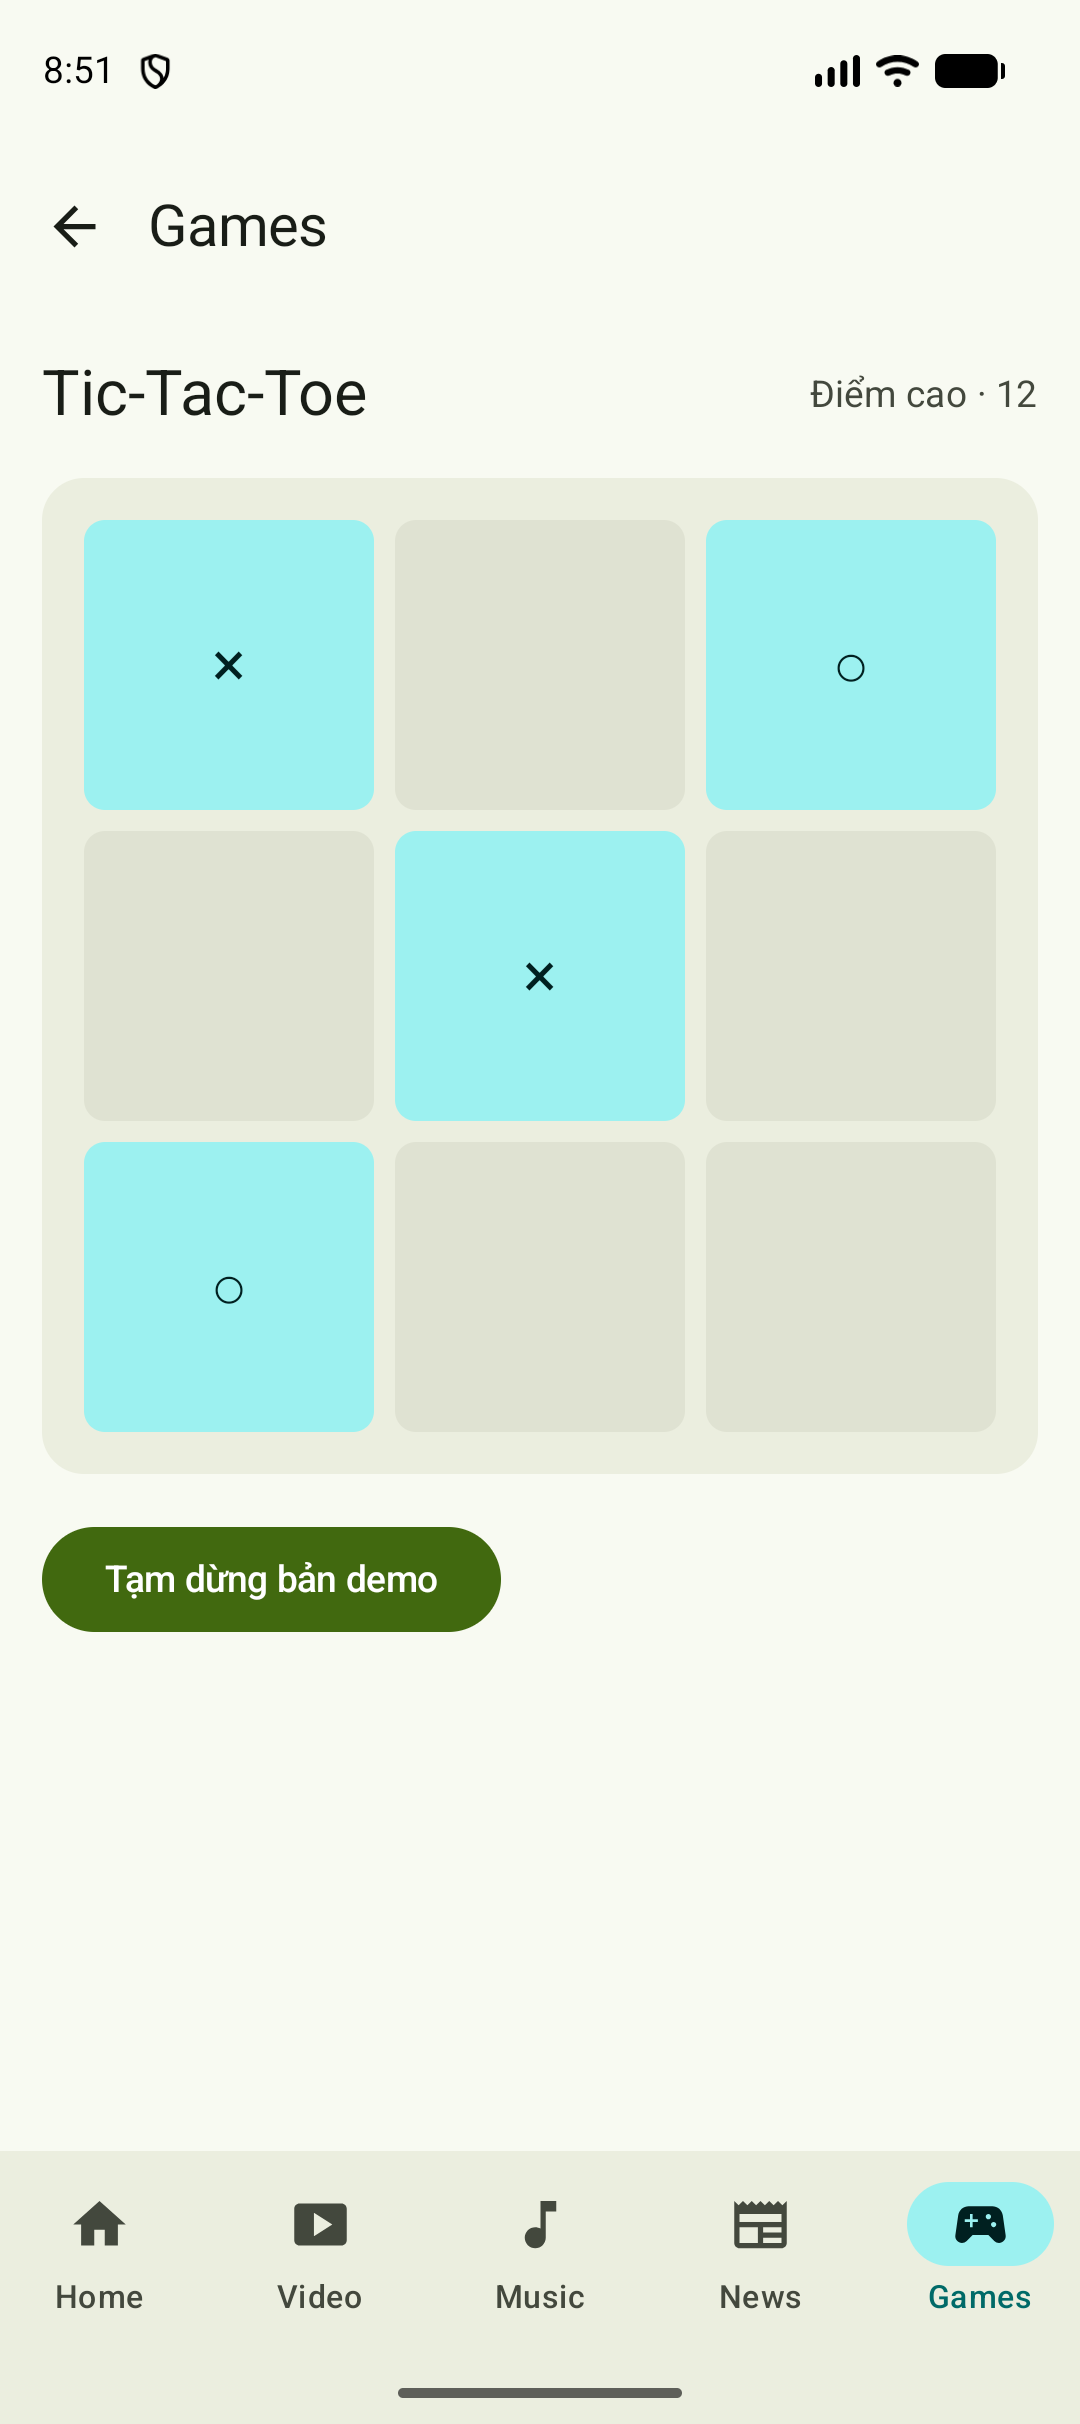 8:51
Games
Tic-Tac-Toe
Điểm cao · 12
× ○
×
○
Tạm dừng bản demo
Home Video Music News Games